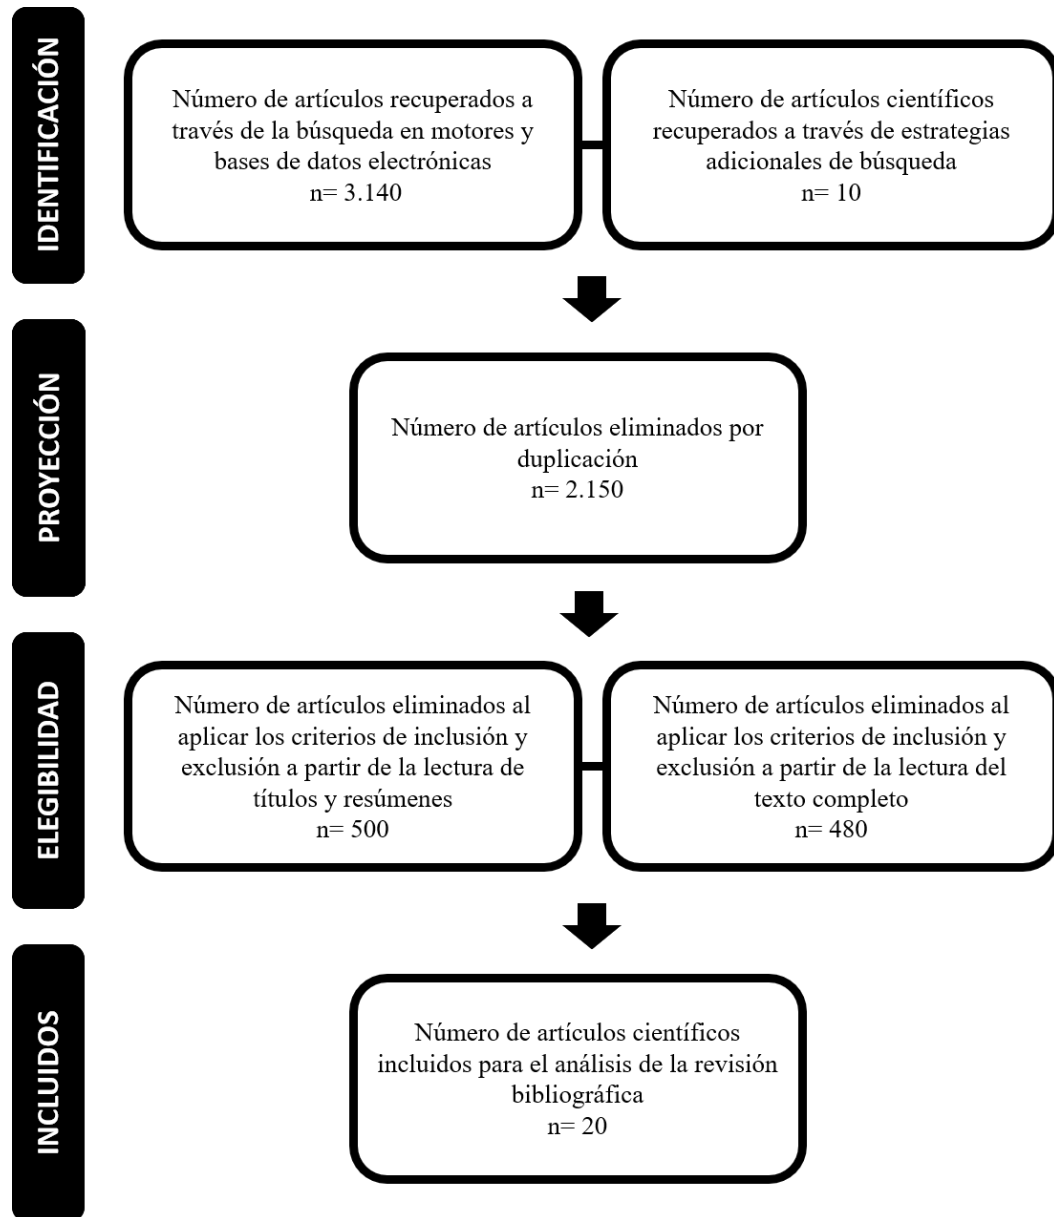 IDENTIFICACIÓN
Número de artículos recuperados a
través de la búsqueda en motores y
bases de datos electrónicas
n= 3.140
Número de artículos científicos
recuperados a través de estrategias
adicionales de búsqueda
n= 10
PROYECCIÓN
Número de artículos eliminados por
duplicación
n= 2.150
ELEGIBILIDAD
Número de artículos eliminados al
aplicar los criterios de inclusión y
exclusión a partir de la lectura de
títulos y resúmenes
n= 500
Número de artículos eliminados al
aplicar los criterios de inclusión y
exclusión a partir de la lectura del
texto completo
n= 480
INCLUIDOS
Número de artículos científicos
incluidos para el análisis de la revisión
bibliográfica
n= 20